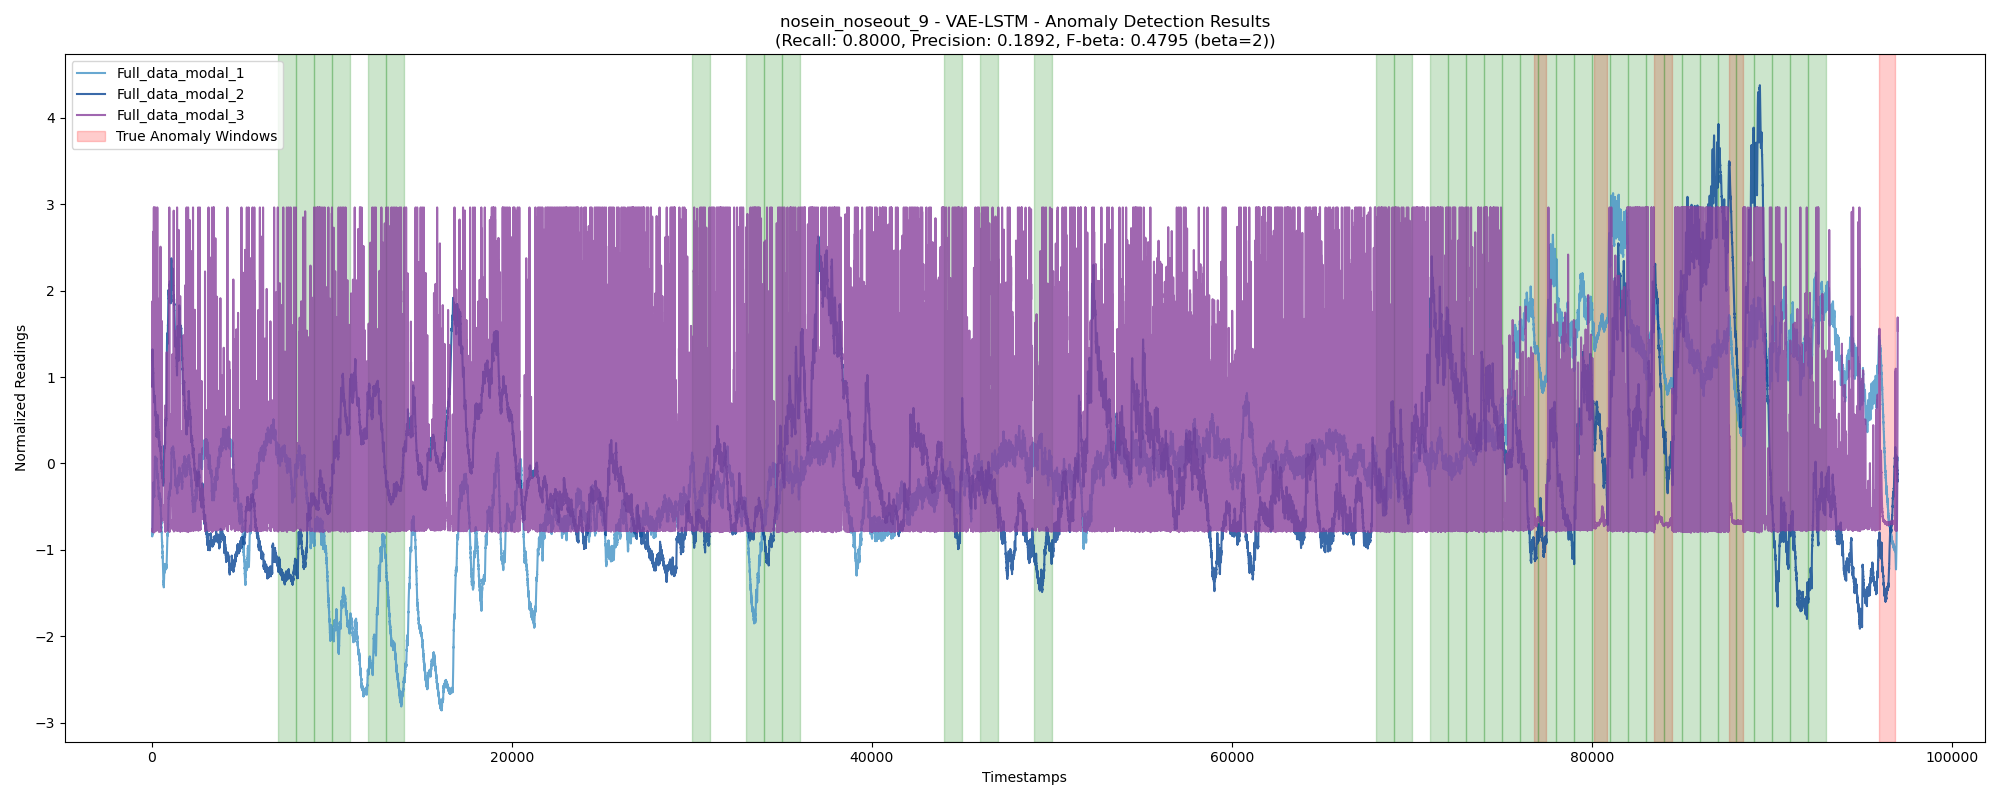 nosein_noseout_9 - VAE-LSTM - Anomaly Detection Results
(Recall: 0.8000, Precision: 0.1892, F-beta: 0.4795 (beta=2))
Full_data_modal_1
Full_data_modal_2
Full_data_modal_3
True Anomaly Windows
Normalized Readings
4
3
2
1
0
−1
−2
−3
0
20000
40000
60000
80000
100000
Timestamps